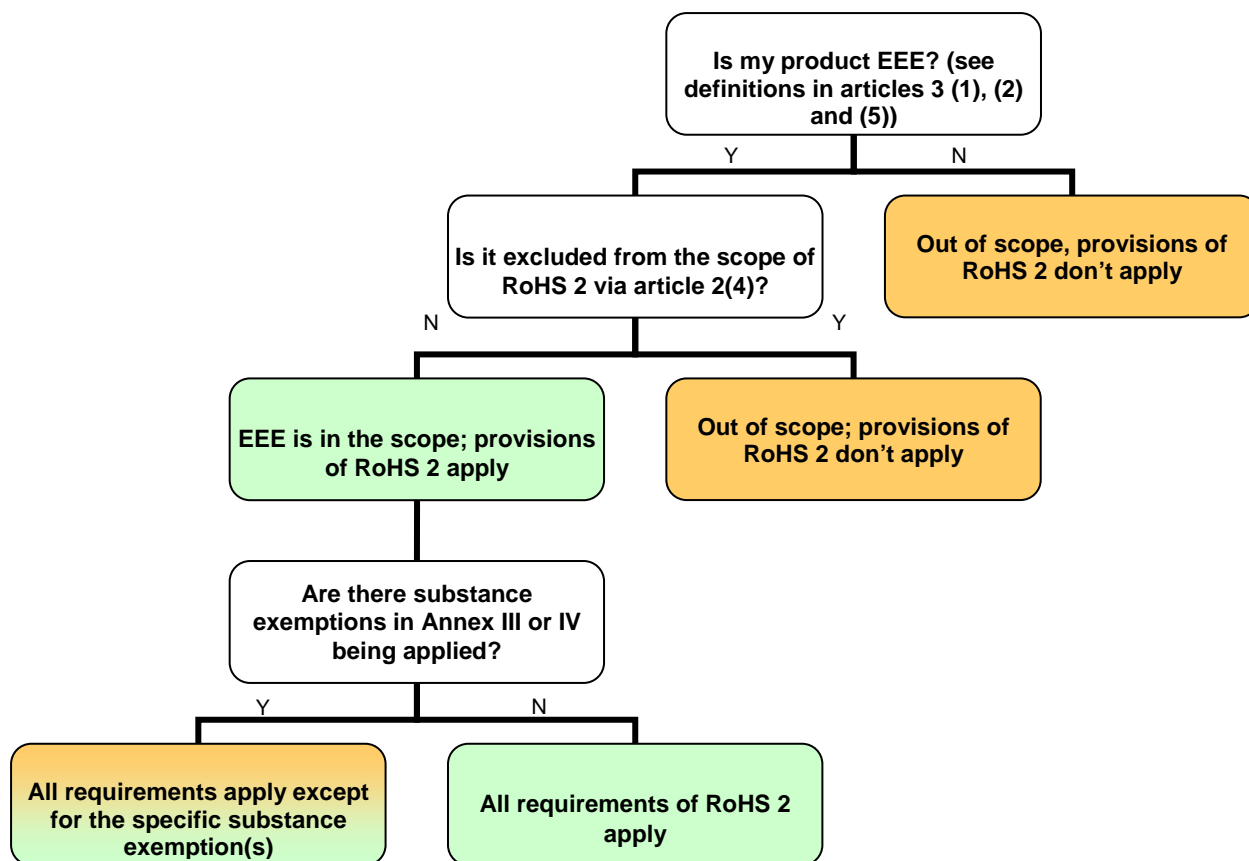 Is my product EEE? (see
definitions in articles 3 (1), (2)
and (5))
Y
N
Is it excluded from the scope of
RoHS 2 via article 2(4)?
Out of scope, provisions of
RoHS 2 don’t apply
N
Y
EEE is in the scope; provisions
of RoHS 2 apply
Out of scope; provisions of
RoHS 2 don’t apply
Are there substance
exemptions in Annex III or IV
being applied?
Y
N
All requirements apply except
for the specific substance
exemption(s)
All requirements of RoHS 2
apply